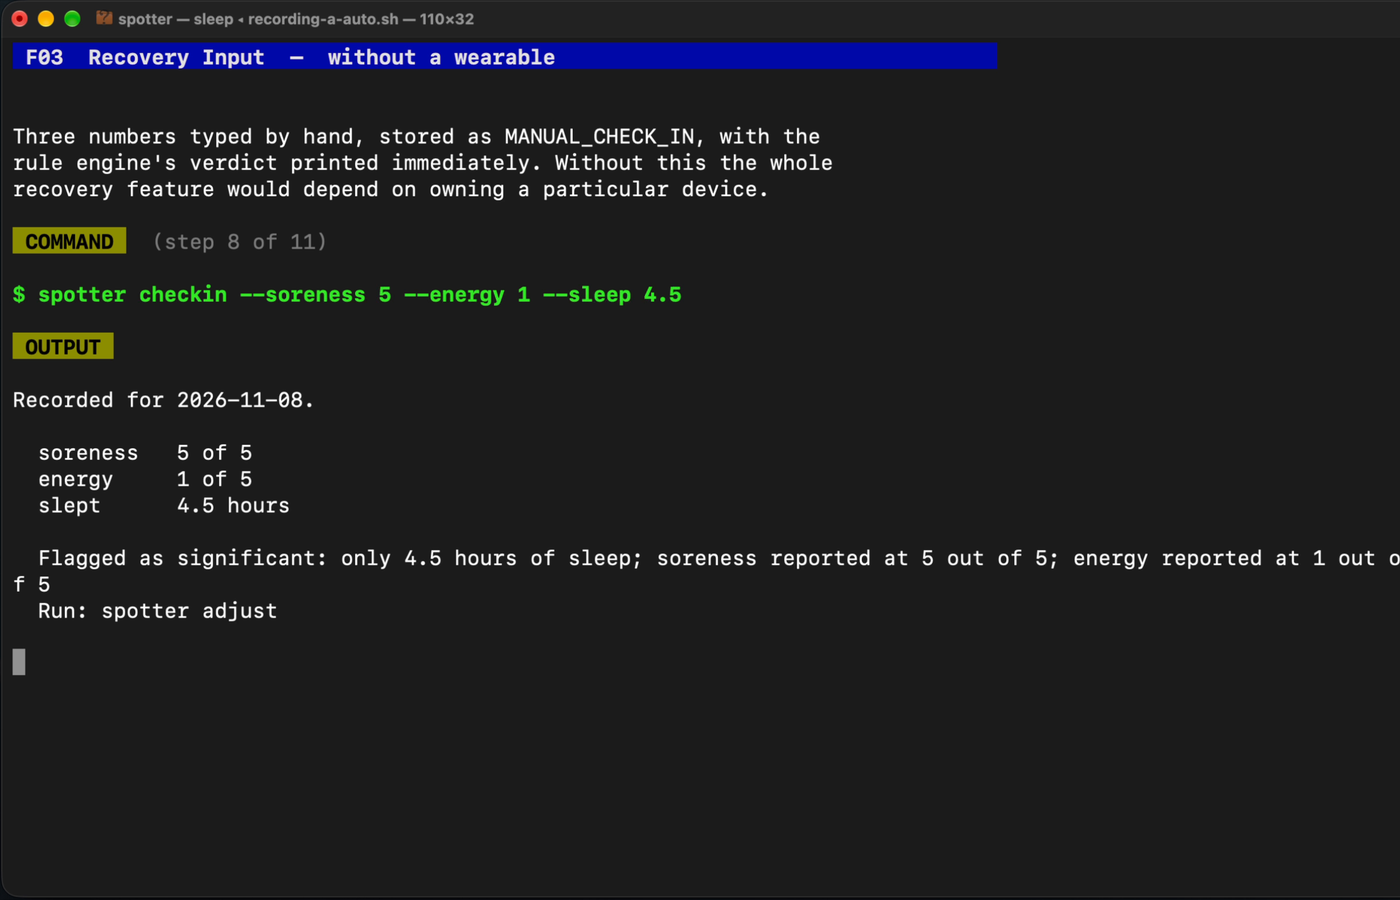 spotter — sleep ◂ recording-a-auto.sh — 110×32
F03  Recovery Input  —  without a wearable
Three numbers typed by hand, stored as MANUAL_CHECK_IN, with the
rule engine's verdict printed immediately. Without this the whole
recovery feature would depend on owning a particular device.
COMMAND  (step 8 of 11)
$ spotter checkin --soreness 5 --energy 1 --sleep 4.5
OUTPUT
Recorded for 2026-11-08.
soreness   5 of 5
energy     1 of 5
slept      4.5 hours
Flagged as significant: only 4.5 hours of sleep; soreness reported at 5 out of 5; energy reported at 1 out o
f 5
Run: spotter adjust